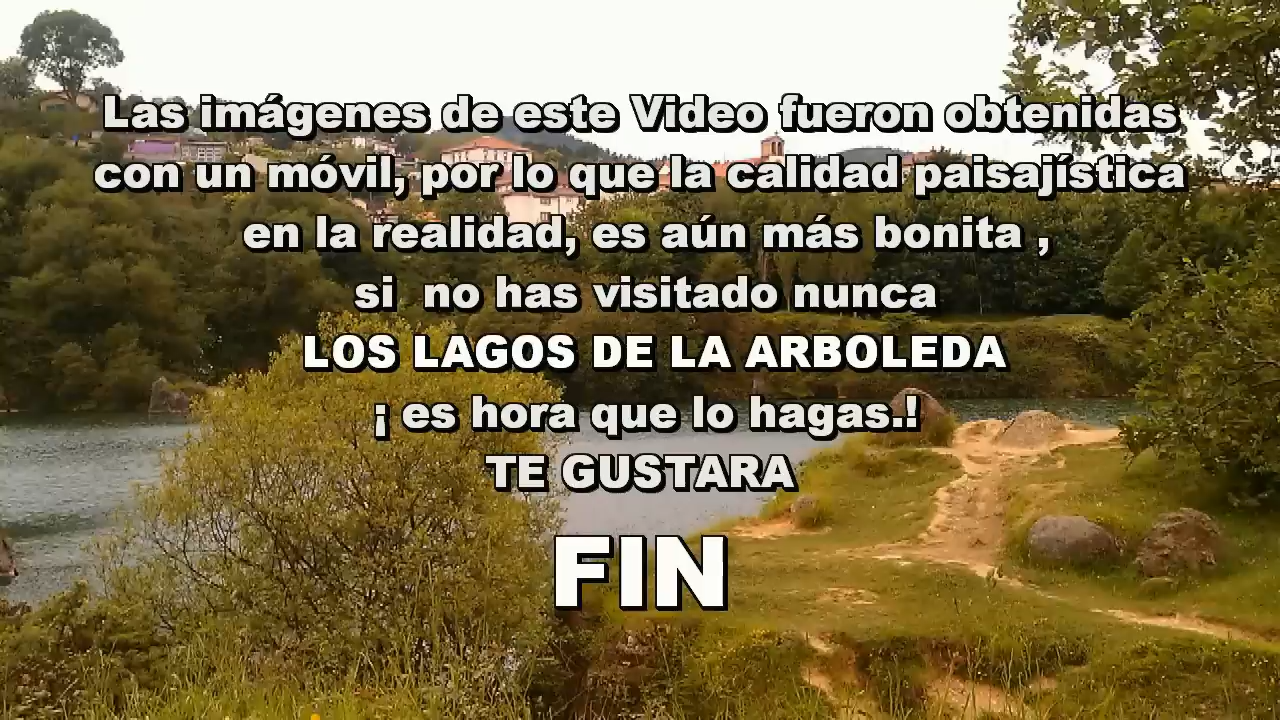 Las imágenes de este Video fueron obtenidas
con un móvil, por lo que la calidad paisajística
en la realidad, es aún más bonita ,
si  no has visitado nunca
LOS LAGOS DE LA ARBOLEDA
¡ es hora que lo hagas.!
TE GUSTARA
FIN